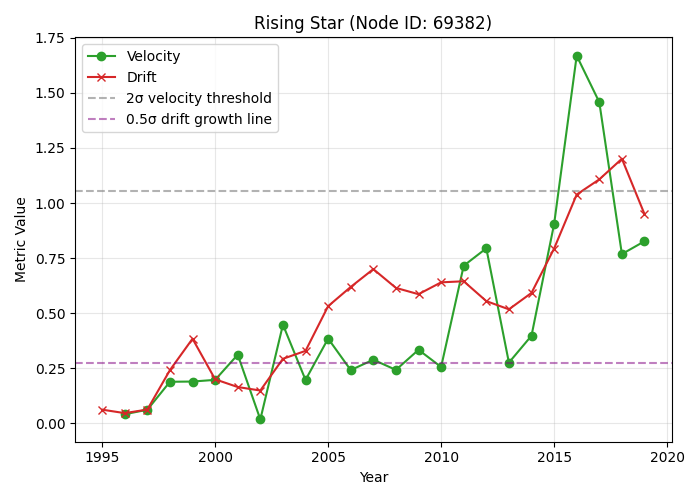 Rising Star (Node ID: 69382)
Velocity
Drift
2σ velocity threshold
0.5σ drift growth line
Metric Value
1.75
1.50
1.25
1.00
0.75
0.50
0.25
0.00
1995 2000 2005 2010 2015 2020
Year